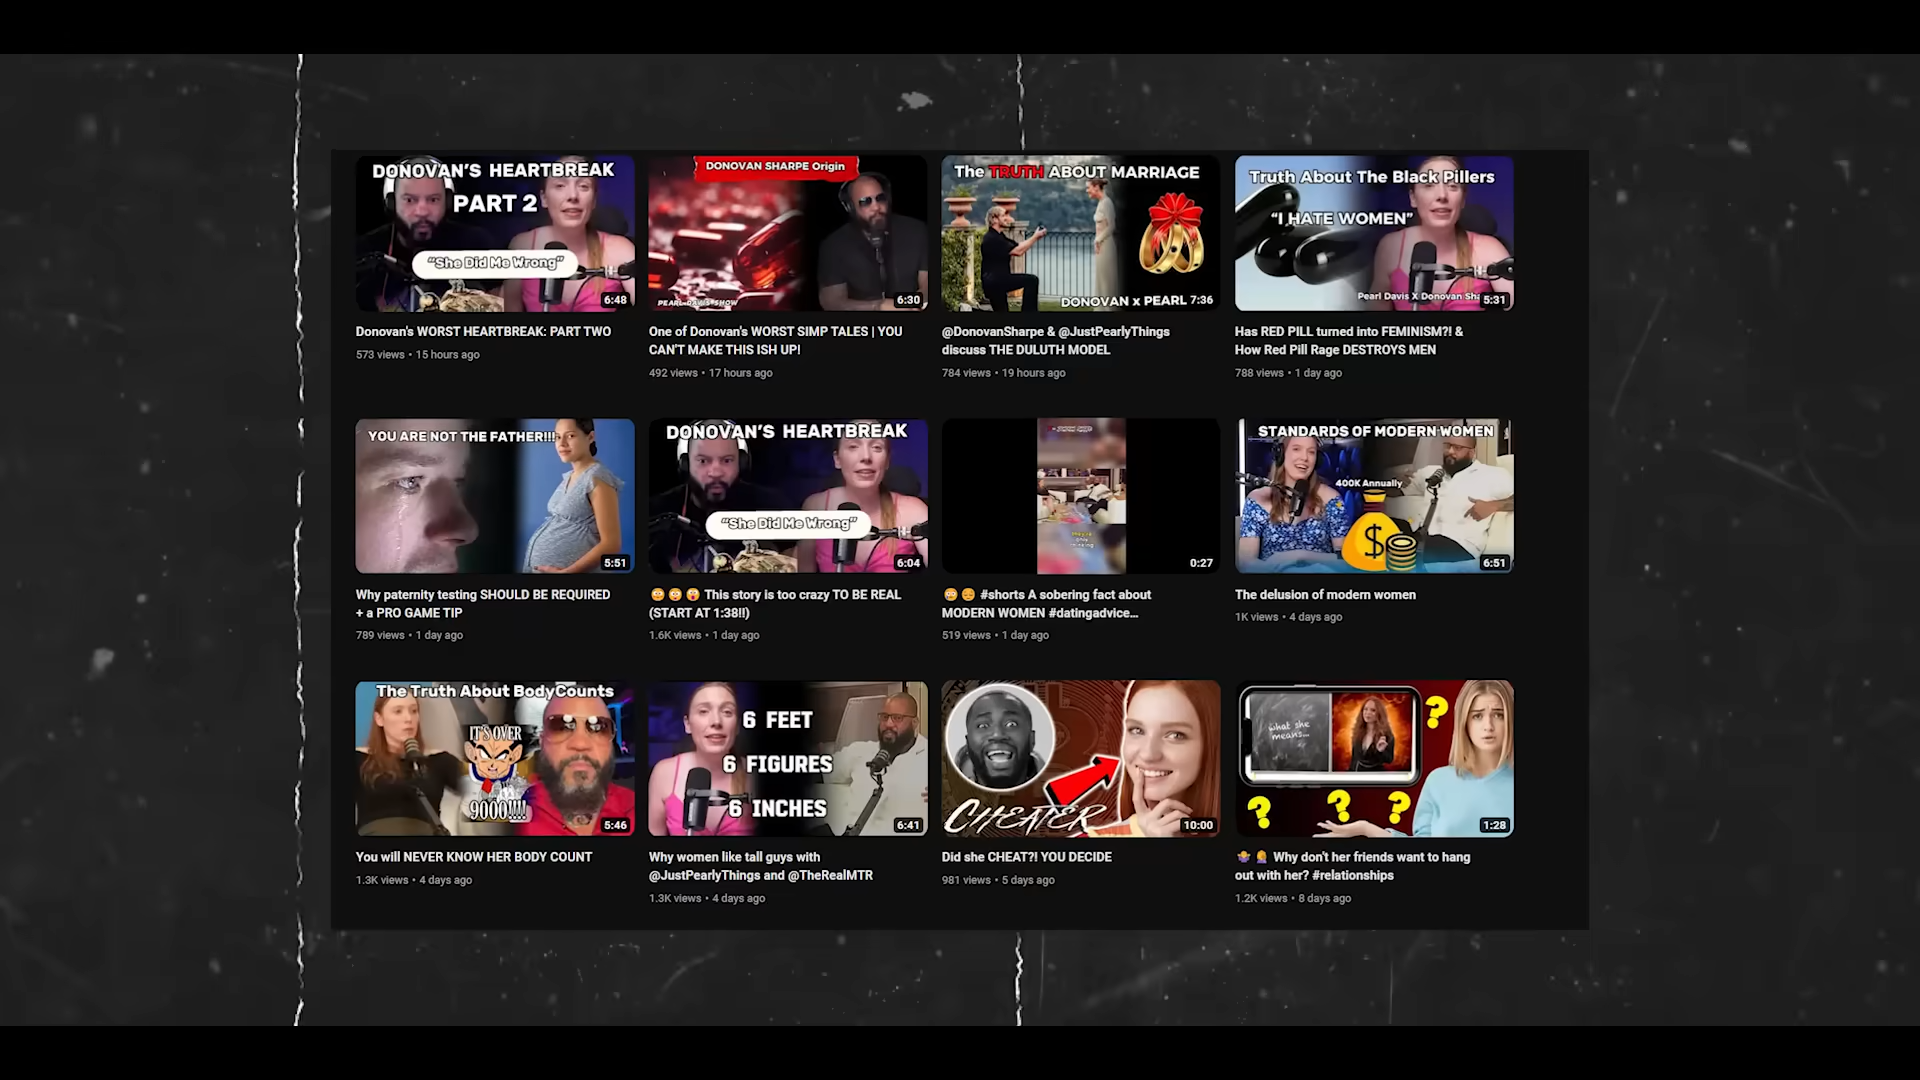 DONOVAN'S HEARTBREAK
PART 2
"She Did Me Wrong"
6:48
Donovan's WORST HEARTBREAK: PART TWO
573 views • 15 hours ago
DONOVAN SHARPE Origin
PEARL DAVIS SHOW
6:30
One of Donovan's WORST SIMP TALES | YOU
CAN'T MAKE THIS ISH UP!
492 views • 17 hours ago
The TRUTH ABOUT MARRIAGE
DONOVAN x PEARL 7:36
@DonovanSharpe & @JustPearlyThings
discuss THE DULUTH MODEL
784 views • 19 hours ago
Truth About The Black Pillers
"I HATE WOMEN"
Pearl Davis X Donovan Sha
5:31
Has RED PILL turned into FEMINISM?! &
How Red Pill Rage DESTROYS MEN
788 views • 1 day ago
YOU ARE NOT THE FATHER!!!
5:51
Why paternity testing SHOULD BE REQUIRED
+ a PRO GAME TIP
789 views • 1 day ago
DONOVAN'S HEARTBREAK
"She Did Me Wrong"
6:04
😳 😳 😲 This story is too crazy TO BE REAL
(START AT 1:38!!)
1.6K views • 1 day ago
0:27
😳 😔 #shorts A sobering fact about
MODERN WOMEN #datingadvice...
519 views • 1 day ago
STANDARDS OF MODERN WOMEN
400K Annually
$
6:51
The delusion of modern women
1K views • 4 days ago
The Truth About BodyCounts
IT'S OVER
9000!!!!
5:46
You will NEVER KNOW HER BODY COUNT
1.3K views • 4 days ago
6 FEET
6 FIGURES
6 INCHES
6:41
Why women like tall guys with
@JustPearlyThings and @TheRealMTR
1.3K views • 4 days ago
CHEATER
10:00
Did she CHEAT?! YOU DECIDE
981 views • 5 days ago
what she
means...
? ? ? ?
1:28
🤷‍♀️ 🤦‍♀️ Why don't her friends want to hang
out with her? #relationships
1.2K views • 8 days ago